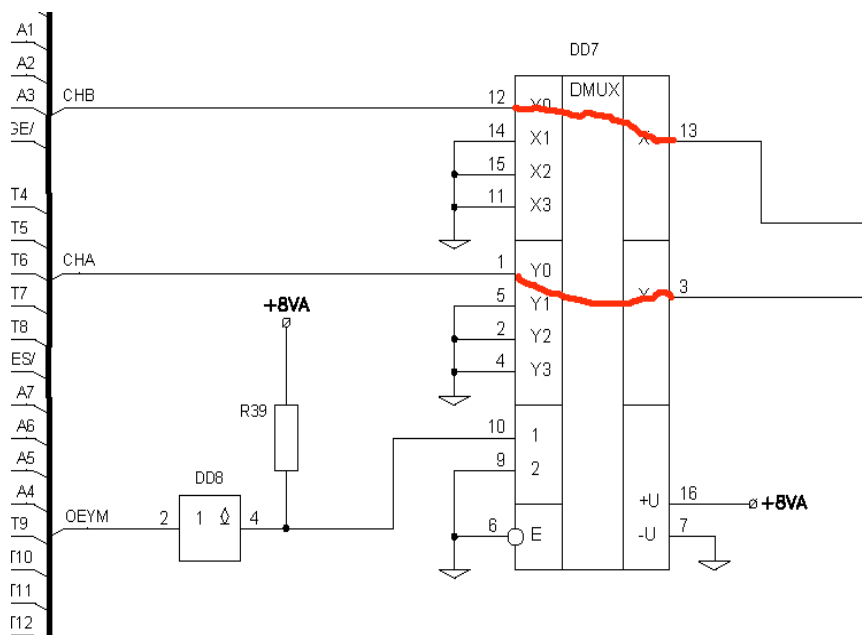 A1
A2
A3
CHB
GE/
T4
T5
T6
CHA
T7
T8
ES/
A7
A6
A5
A4
T9
OEYM
T10
T11
T12
+8VA
R39
DD8
2
1
4
DD7
DMUX
12
X0
14
X1
15
X2
11
X3
13
X
1
Y0
5
Y1
2
Y2
4
Y3
3
10
1
9
2
6
E
+U
16
+8VA
-U
7